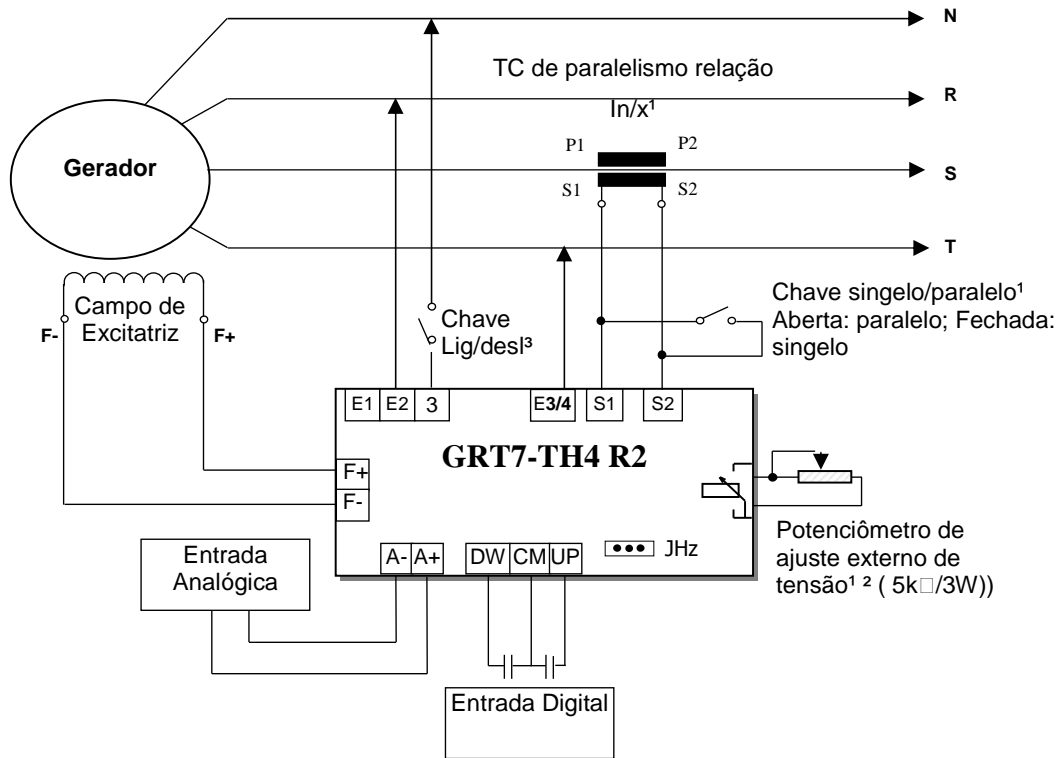 N
TC de paralelismo relação
R
In/x¹
P1
P2
Gerador
S
S1
S2
T
Campo de
Excitatriz
F-
F+
Chave
Lig/desl³
Chave singelo/paralelo¹
Aberta: paralelo; Fechada:
singelo
E1
E2
3
E3/4
S1
S2
GRT7-TH4 R2
F+
F-
A-
A+
DW
CM
UP
JHz
Entrada
Analógica
Potenciômetro de
ajuste externo de
tensão¹ ² ( 5k□/3W))
Entrada Digital